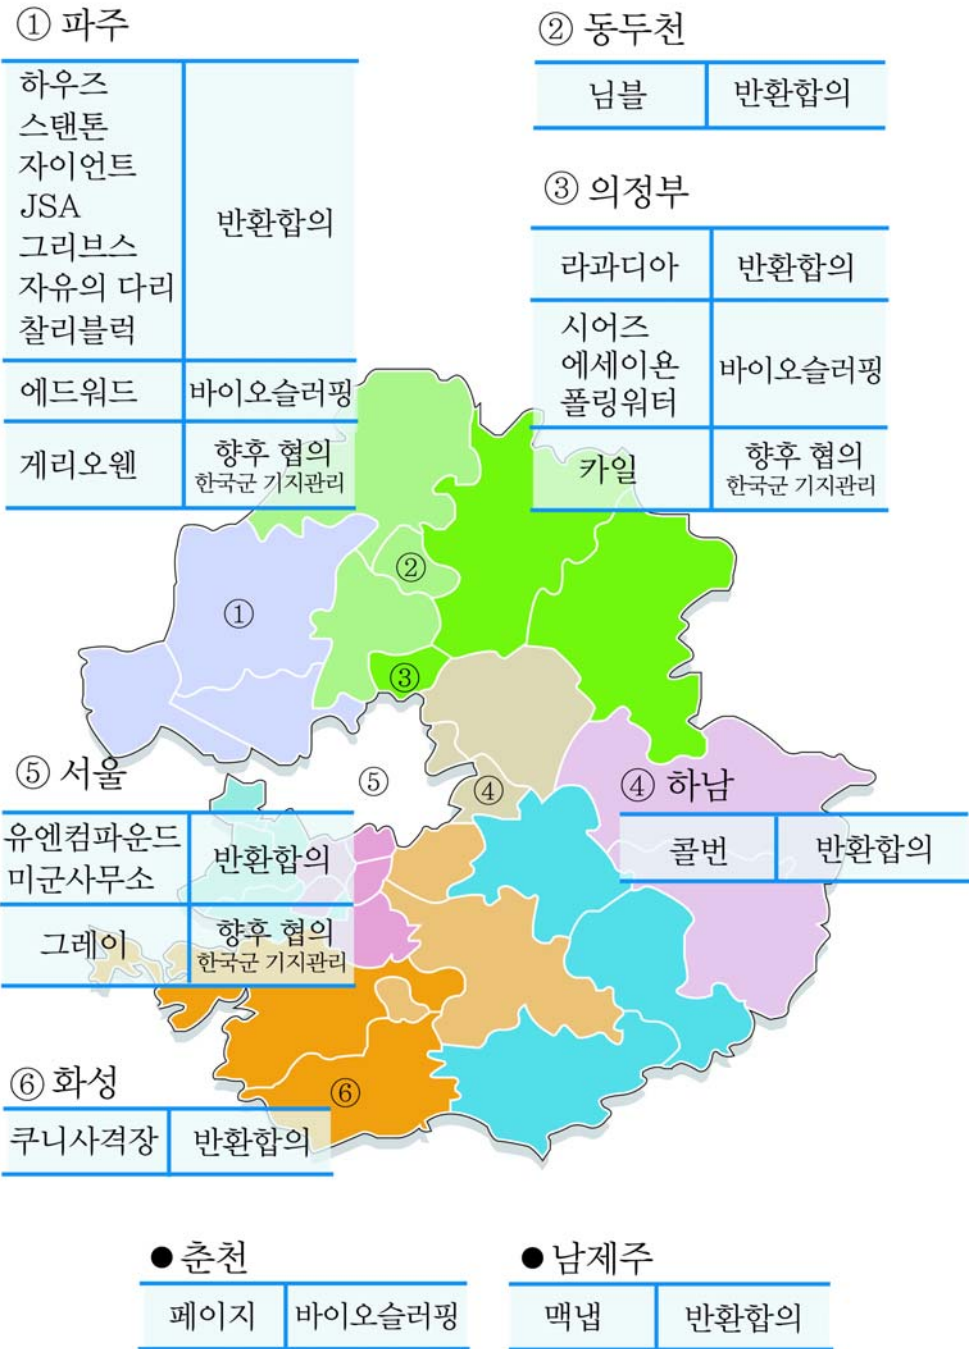 ① 파주
하우즈
스탠톤
자이언트
JSA
그리브스
자유의 다리
찰리블럭
반환합의
에드워드
바이오슬러핑
게리오웬
향후 협의
한국군 기지관리
② 동두천
님블
반환합의
③ 의정부
라과디아
반환합의
시어즈
에세이욘
폴링워터
바이오슬러핑
카일
향후 협의
한국군 기지관리
②
①
③
⑤
④
⑤ 서울
유엔컴파운드
미군사무소
반환합의
그레이
향후 협의
한국군 기지관리
④ 하남
콜번
반환합의
⑥ 화성
쿠니사격장
반환합의
⑥
● 춘천
페이지
바이오슬러핑
● 남제주
맥냅
반환합의